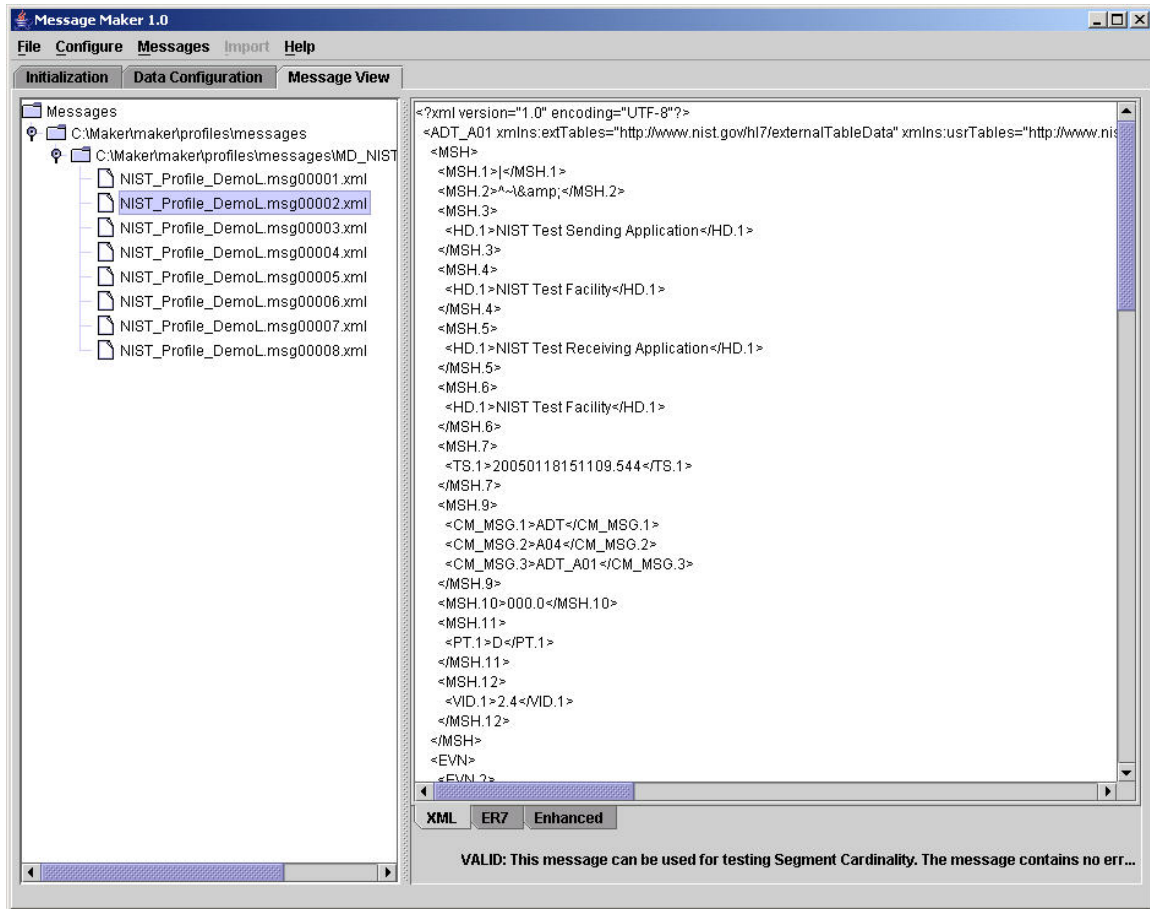 Message Maker 1.0
File Configure Messages Import Help
Initialization Data Configuration Message View
Messages
C:\Maker\maker\profiles\messages
C:\Maker\maker\profiles\messages\MD_NIST
NIST_Profile_DemoL.msg00001.xml
NIST_Profile_DemoL.msg00002.xml
NIST_Profile_DemoL.msg00003.xml
NIST_Profile_DemoL.msg00004.xml
NIST_Profile_DemoL.msg00005.xml
NIST_Profile_DemoL.msg00006.xml
NIST_Profile_DemoL.msg00007.xml
NIST_Profile_DemoL.msg00008.xml
<?xml version="1.0" encoding="UTF-8"?>
<ADT_A01 xmlns:extTables="http://www.nist.gov/hl7/externalTableData" xmlns:usrTables="http://www.nis
<MSH>
<MSH.1>|</MSH.1>
<MSH.2>^~\&amp;</MSH.2>
<MSH.3>
<HD.1>NIST Test Sending Application</HD.1>
</MSH.3>
<MSH.4>
<HD.1>NIST Test Facility</HD.1>
</MSH.4>
<MSH.5>
<HD.1>NIST Test Receiving Application</HD.1>
</MSH.5>
<MSH.6>
<HD.1>NIST Test Facility</HD.1>
</MSH.6>
<MSH.7>
<TS.1>20050118151109.544</TS.1>
</MSH.7>
<MSH.9>
<CM_MSG.1>ADT</CM_MSG.1>
<CM_MSG.2>A04</CM_MSG.2>
<CM_MSG.3>ADT_A01</CM_MSG.3>
</MSH.9>
<MSH.10>000.0</MSH.10>
<MSH.11>
<PT.1>D</PT.1>
</MSH.11>
<MSH.12>
<VID.1>2.4</VID.1>
</MSH.12>
</MSH>
<EVN>
<EVN.2>
XML ER7 Enhanced
VALID: This message can be used for testing Segment Cardinality. The message contains no err...